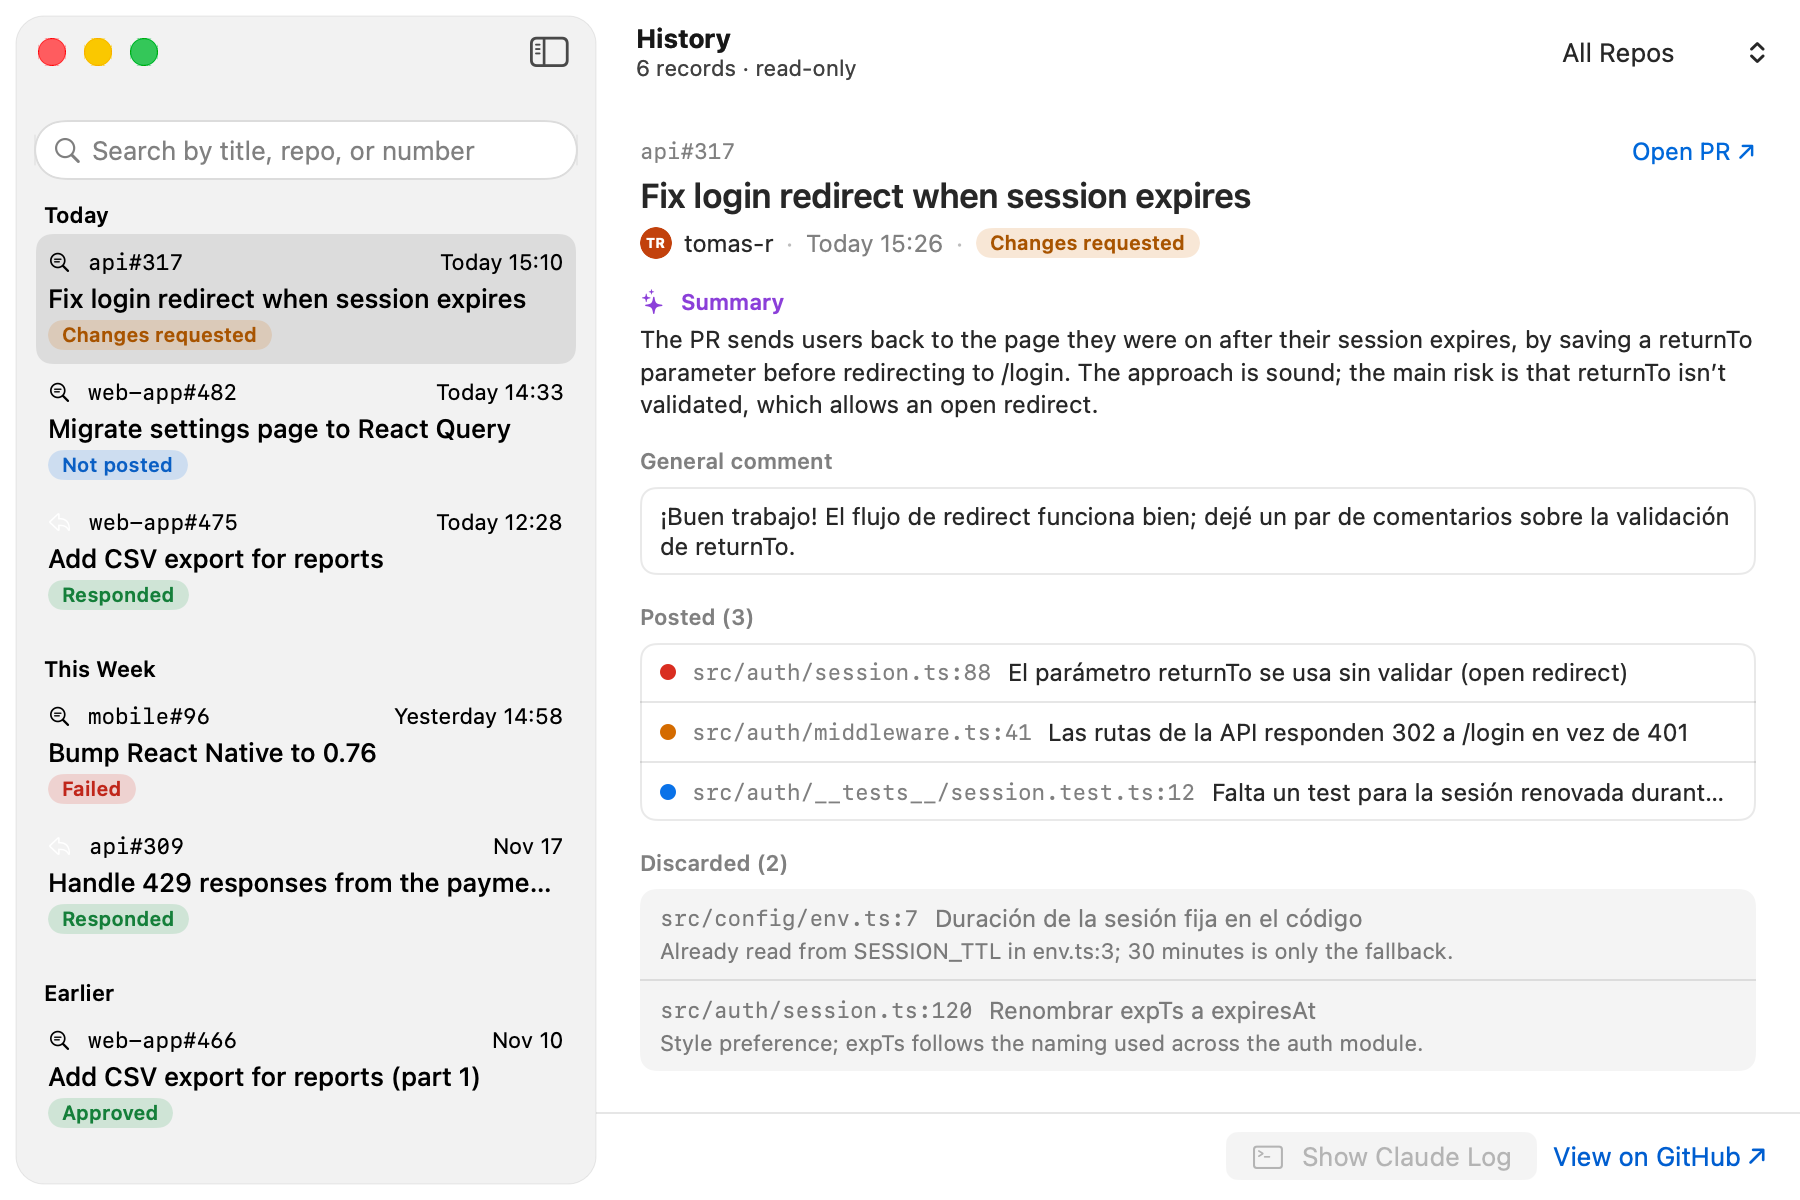 Search by title, repo, or number
Today
api#317 Today 15:10
Fix login redirect when session expires
Changes requested
web-app#482 Today 14:33
Migrate settings page to React Query
Not posted
web-app#475 Today 12:28
Add CSV export for reports
Responded
This Week
mobile#96 Yesterday 14:58
Bump React Native to 0.76
Failed
api#309 Nov 17
Handle 429 responses from the payme...
Responded
Earlier
web-app#466 Nov 10
Add CSV export for reports (part 1)
Approved
History
6 records · read-only
All Repos
api#317
Open PR ↗
Fix login redirect when session expires
TR tomas-r · Today 15:26 · Changes requested
Summary
The PR sends users back to the page they were on after their session expires, by saving a returnTo
parameter before redirecting to /login. The approach is sound; the main risk is that returnTo isn’t
validated, which allows an open redirect.
General comment
¡Buen trabajo! El flujo de redirect funciona bien; dejé un par de comentarios sobre la validación
de returnTo.
Posted (3)
src/auth/session.ts:88 El parámetro returnTo se usa sin validar (open redirect)
src/auth/middleware.ts:41 Las rutas de la API responden 302 a /login en vez de 401
src/auth/__tests__/session.test.ts:12 Falta un test para la sesión renovada durant...
Discarded (2)
src/config/env.ts:7 Duración de la sesión fija en el código
Already read from SESSION_TTL in env.ts:3; 30 minutes is only the fallback.
src/auth/session.ts:120 Renombrar expTs a expiresAt
Style preference; expTs follows the naming used across the auth module.
Show Claude Log
View on GitHub ↗